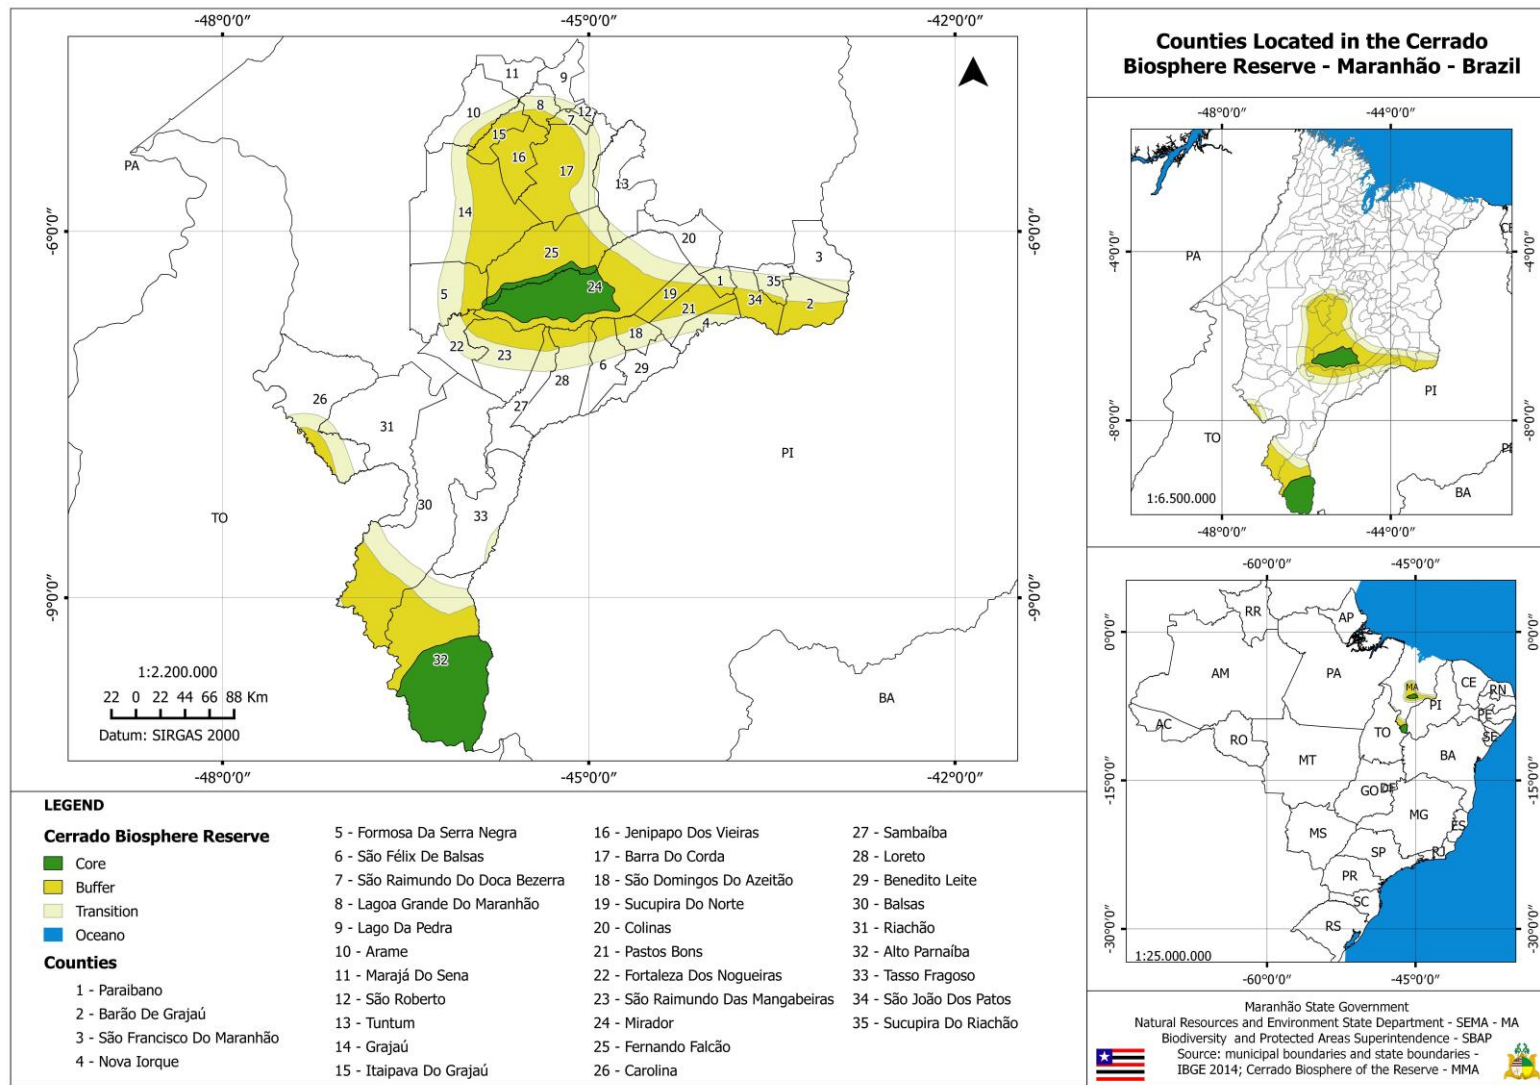 -48°0'0"
-45°0'0"
-42°0'0"
-6°0'0"
-9°0'0"
11
9
10
8
12
7
15
16
17
13
14
20
25
3
5
24
19
1
35
34
2
21
4
18
22
23
6
29
28
27
26
31
30
33
32
PA
TO
PI
BA
-6°0'0"
-9°0'0"
1:2.200.000
22 0 22 44 66 88 Km
Datum: SIRGAS 2000
-48°0'0"
-45°0'0"
-42°0'0"
Counties Located in the Cerrado
Biosphere Reserve - Maranhão - Brazil
-48°0'0"
-44°0'0"
-4°0'0"
-8°0'0"
PA
CE
PI
TO
PE
BA
1:6.500.000
-4°0'0"
-8°0'0"
-48°0'0"
-44°0'0"
-60°0'0"
-45°0'0"
0°0'0"
-15°0'0"
-30°0'0"
RR
AP
AM
PA
MA
CE
RN
PI
PE
AC
TO
SE
RO
BA
MT
GO
DF
MG
ES
MS
SP
RJ
PR
SC
RS
1:25.000.000
0°0'0"
-15°0'0"
-30°0'0"
-60°0'0"
-45°0'0"
LEGEND
Cerrado Biosphere Reserve
Core
Buffer
Transition
Oceano
Counties
1 - Paraibano
2 - Barão De Grajaú
3 - São Francisco Do Maranhão
4 - Nova Iorque
5 - Formosa Da Serra Negra
6 - São Félix De Balsas
7 - São Raimundo Do Doca Bezerra
8 - Lagoa Grande Do Maranhão
9 - Lago Da Pedra
10 - Arame
11 - Marajá Do Sena
12 - São Roberto
13 - Tuntum
14 - Grajaú
15 - Itaipava Do Grajaú
16 - Jenipapo Dos Vieiras
17 - Barra Do Corda
18 - São Domingos Do Azeitão
19 - Sucupira Do Norte
20 - Colinas
21 - Pastos Bons
22 - Fortaleza Dos Nogueiras
23 - São Raimundo Das Mangabeiras
24 - Mirador
25 - Fernando Falcão
26 - Carolina
27 - Sambaíba
28 - Loreto
29 - Benedito Leite
30 - Balsas
31 - Riachão
32 - Alto Parnaíba
33 - Tasso Fragoso
34 - São João Dos Patos
35 - Sucupira Do Riachão
Maranhão State Government
Natural Resources and Environment State Department - SEMA - MA
Biodiversity and Protected Areas Superintendence - SBAP
Source: municipal boundaries and state boundaries -
IBGE 2014; Cerrado Biosphere of the Reserve - MMA